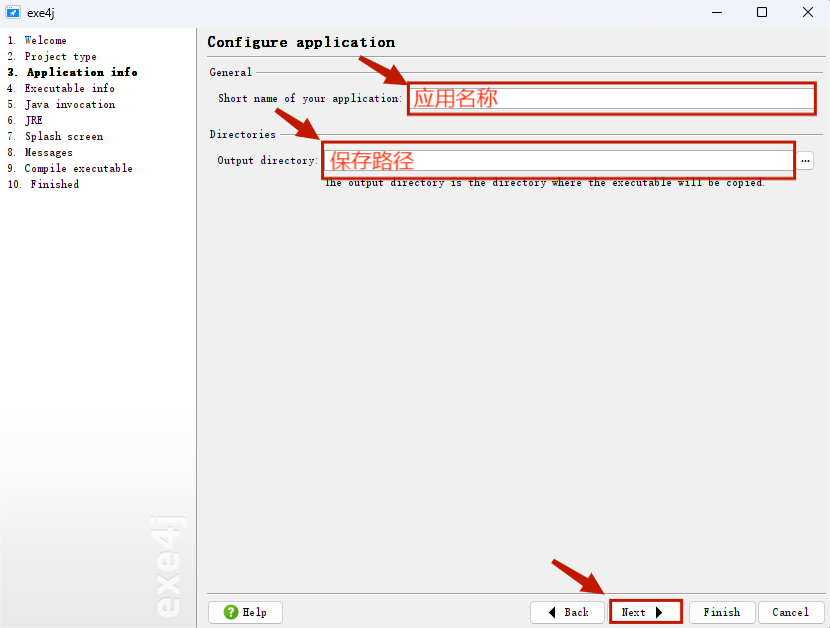 exe4j
1. Welcome
2. Project type
3. Application info
4. Executable info
5. Java invocation
6. JRE
7. Splash screen
8. Messages
9. Compile executable
10. Finished
exe4j
Configure application
General
Short name of your application: 应用名称
Directories
Output directory: 保存路径 ...
The output directory is the directory where the executable will be copied.
? Help
Back
Next
Finish
Cancel